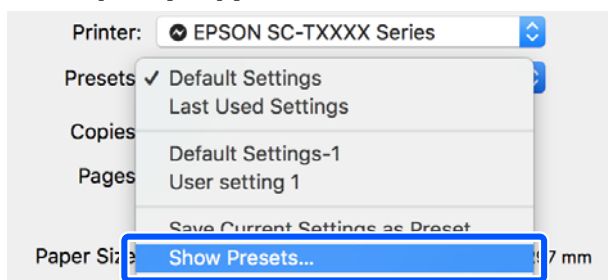 Printer: EPSON SC-TXXXX Series
Presets ✓ Default Settings
Last Used Settings
Copies
Default Settings-1
Pages User setting 1
Save Current Settings as Preset
Paper Size Show Presets... 7 mm